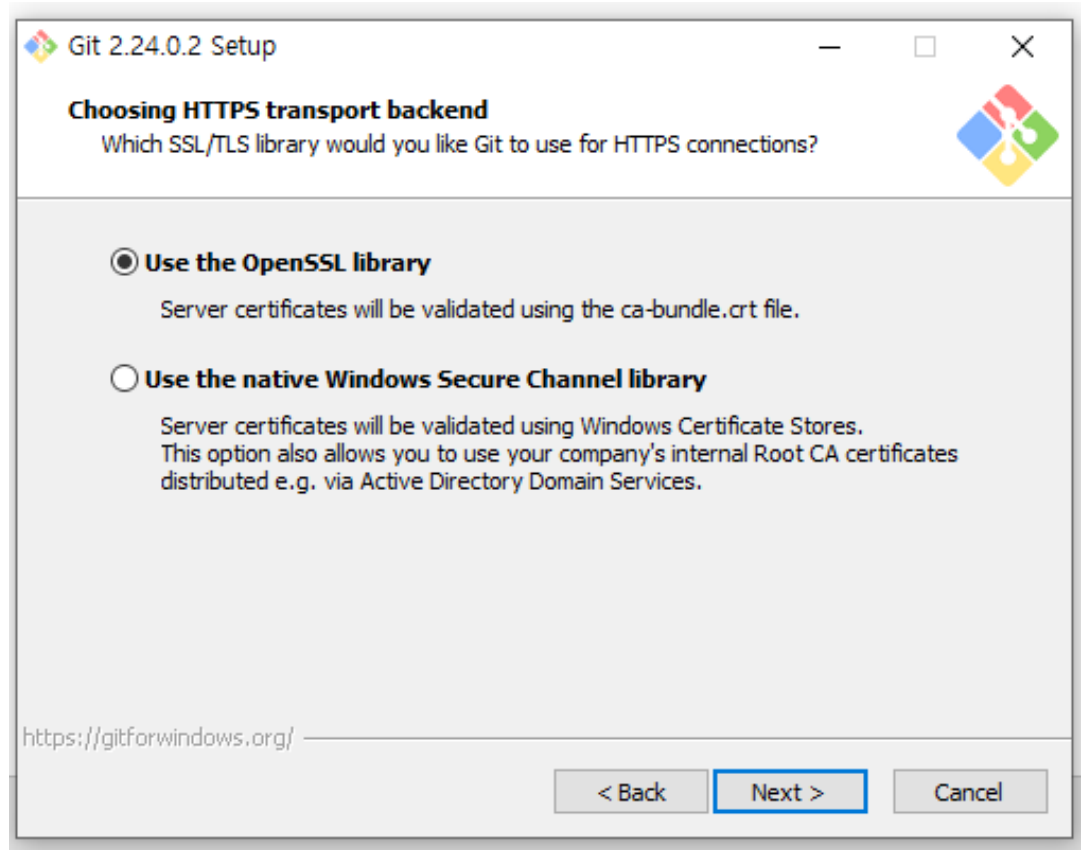 Git 2.24.0.2 Setup
Choosing HTTPS transport backend
Which SSL/TLS library would you like Git to use for HTTPS connections?
Use the OpenSSL library
Server certificates will be validated using the ca-bundle.crt file.
Use the native Windows Secure Channel library
Server certificates will be validated using Windows Certificate Stores.
This option also allows you to use your company's internal Root CA certificates
distributed e.g. via Active Directory Domain Services.
https://gitforwindows.org/
< Back Next > Cancel